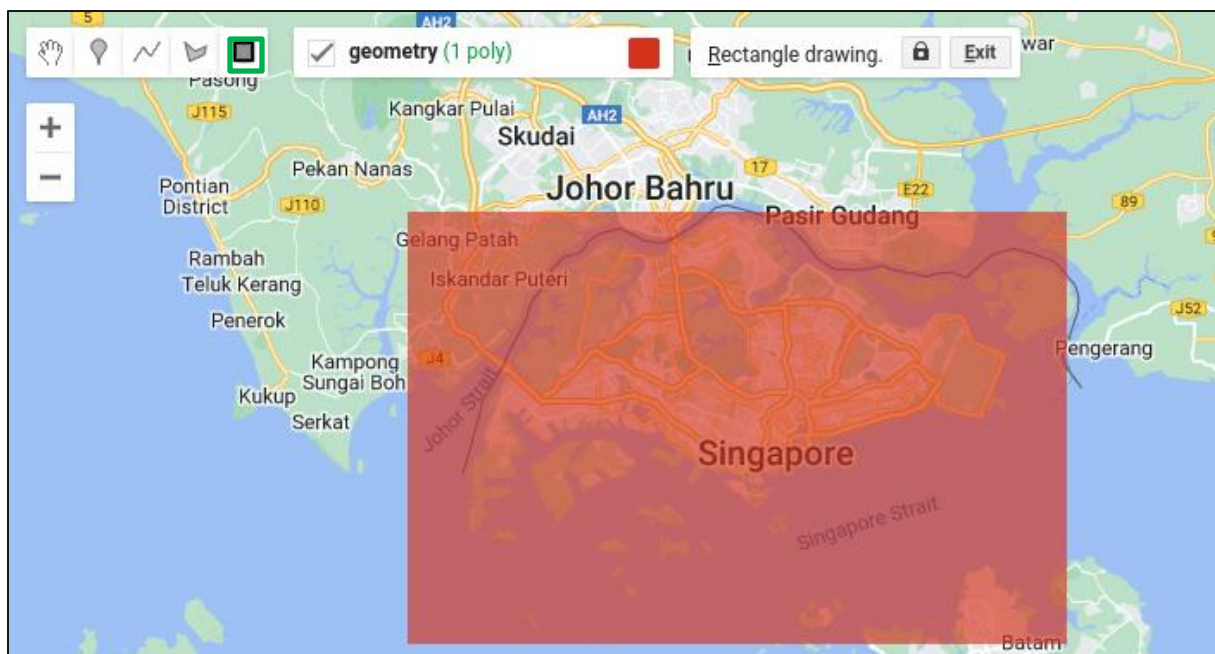 5
AH2
geometry (1 poly)
Rectangle drawing.
Exit
war
Pasong
J115
Kangkar Pulai
AH2
Skudai
Pekan Nanas
17
Pontian
District
J110
Johor Bahru
E22
89
Pasir Gudang
Gelang Patah
Rambah
Iskandar Puteri
Teluk Kerang
J52
Penerok
Pengerang
Kampong
Sungai Boh
J4
Kukup
Serkat
Johor Strait
Singapore
Singapore Strait
Batam